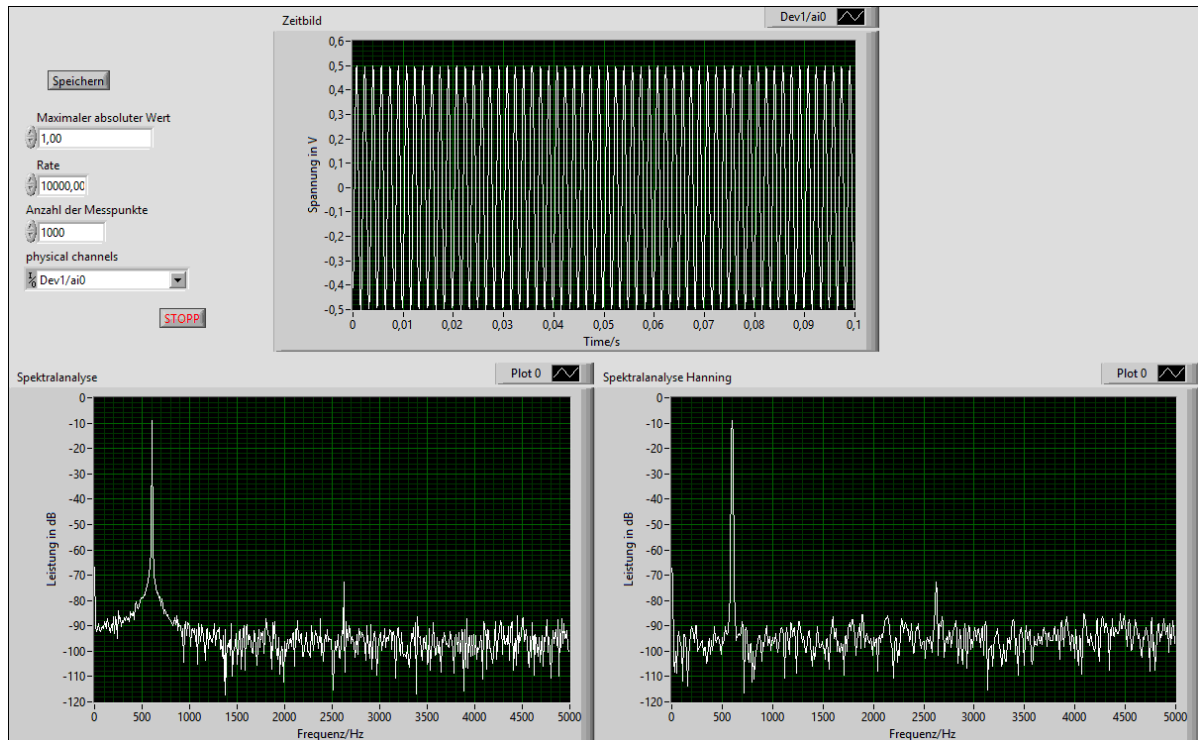 Zeitbild
Dev1/ai0
Speichern
Maximaler absoluter Wert
1,00
Rate
10000,00
Anzahl der Messpunkte
1000
physical channels
Dev1/ai0
STOPP
Spannung in V
0,6
0,5
0,4
0,3
0,2
0,1
0
-0,1
-0,2
-0,3
-0,4
-0,5
0 0,01 0,02 0,03 0,04 0,05 0,06 0,07 0,08 0,09 0,1
Time/s
Spektralanalyse
Plot 0
Leistung in dB
0
-10
-20
-30
-40
-50
-60
-70
-80
-90
-100
-110
-120
0 500 1000 1500 2000 2500 3000 3500 4000 4500 5000
Frequenz/Hz
Spektralanalyse Hanning
Plot 0
Leistung in dB
0
-10
-20
-30
-40
-50
-60
-70
-80
-90
-100
-110
-120
0 500 1000 1500 2000 2500 3000 3500 4000 4500 5000
Frequenz/Hz